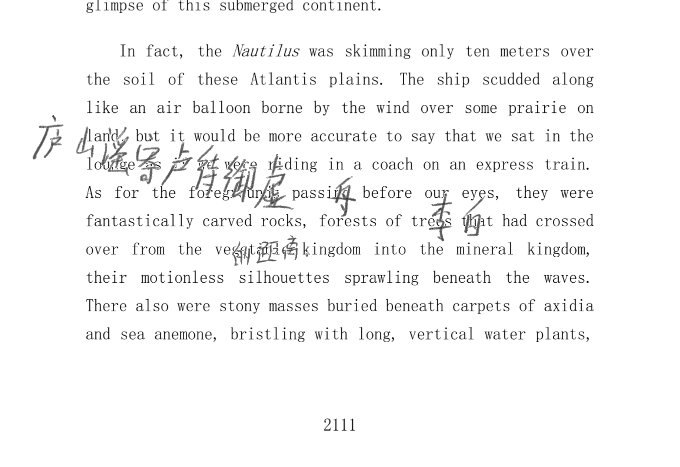 glimpse of this submerged continent.
In fact, the Nautilus was skimming only ten meters over
the soil of these Atlantis plains. The ship scudded along
like an air balloon borne by the wind over some prairie on
land, but it would be more accurate to say that we sat in the
lounge as if we were riding in a coach on an express train.
As for the foregrounds passing before our eyes, they were
fantastically carved rocks, forests of trees that had crossed
over from the vegetable kingdom into the mineral kingdom,
their motionless silhouettes sprawling beneath the waves.
There also were stony masses buried beneath carpets of axidia
and sea anemone, bristling with long, vertical water plants,
庐山谣寄卢侍御虚舟
李白
2111